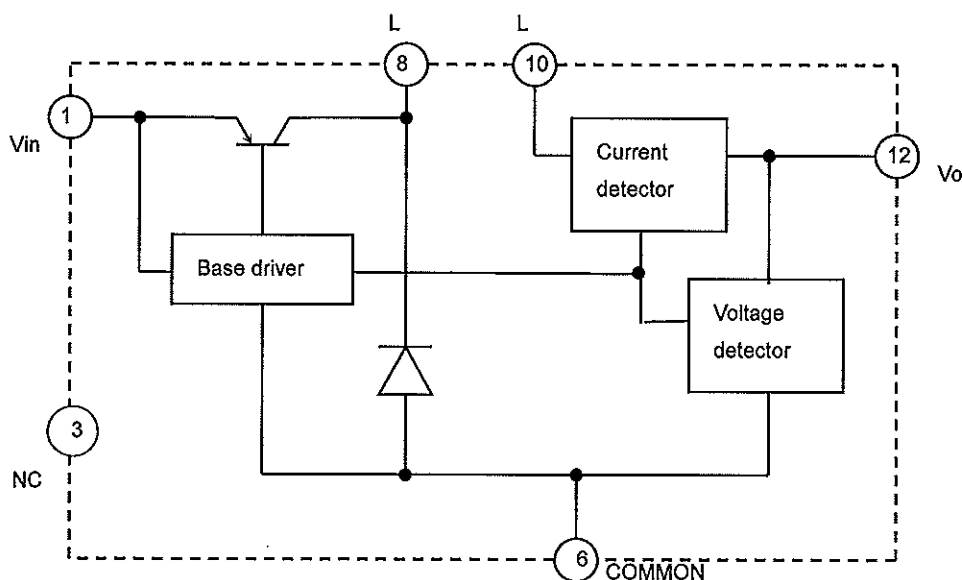 L
L
8
10
1
Vin
Current
detector
12
Vo
Base driver
Voltage
detector
3
NC
6
COMMON